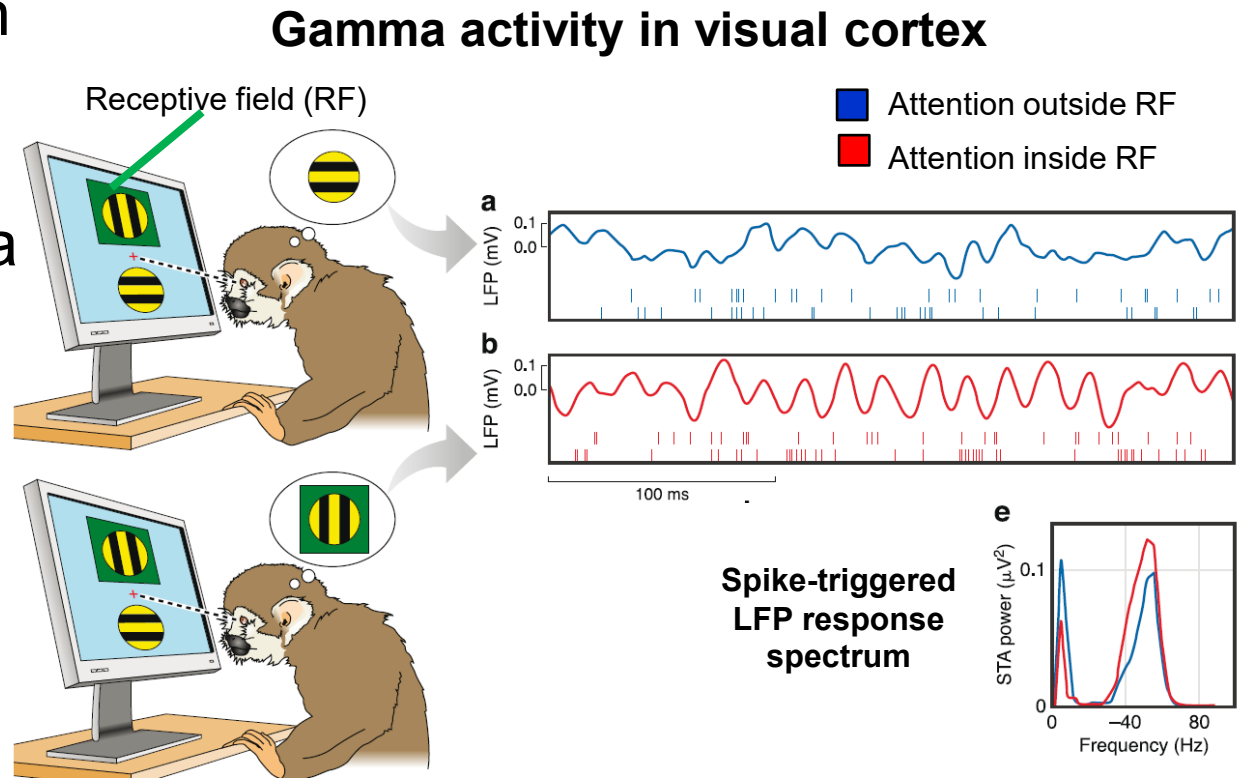 n
Gamma activity in visual cortex
Receptive field (RF)
Attention outside RF
Attention inside RF
a
a
0.1
0.0
LFP (mV)
b
0.1
0.0
LFP (mV)
100 ms
e
Spike-triggered
LFP response
spectrum
STA power (μV²)
0.1
0
0
–40
80
Frequency (Hz)